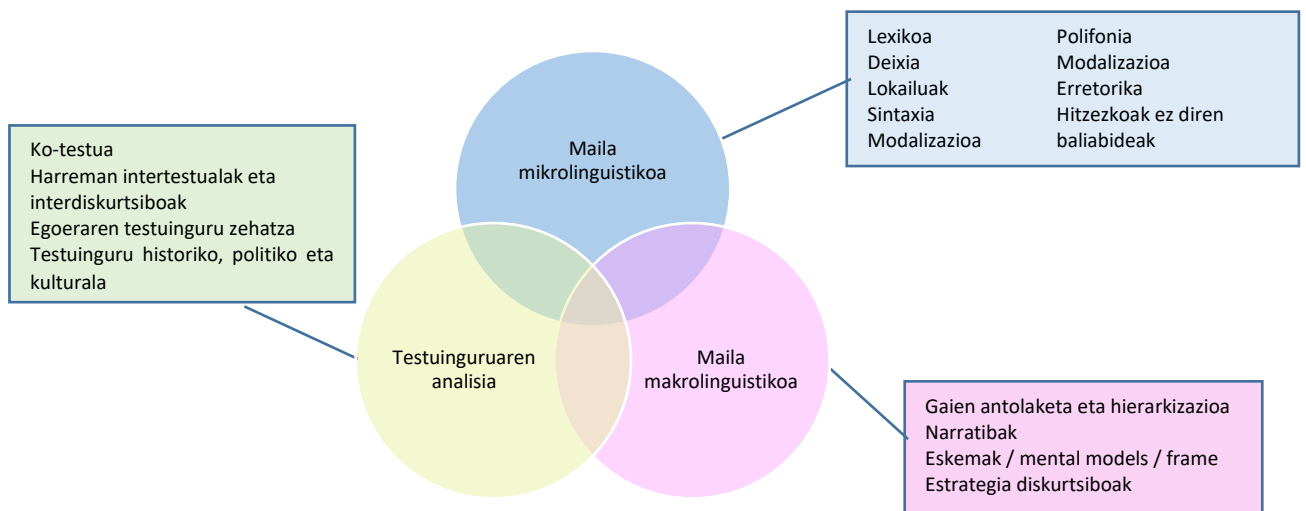 Lexikoa
Deixia
Lokailuak
Sintaxia
Modalizazioa
Polifonia
Modalizazioa
Erretorika
Hitzezkoak ez diren
baliabideak
Maila
mikrolinguistikoa
Ko-testua
Harreman intertestualak eta
interdiskurtsiboak
Egoeraren testuinguru zehatza
Testuinguru historiko, politiko eta
kulturala
Testuinguruaren
analisia
Maila
makrolinguistikoa
Gaien antolaketa eta hierarkizazioa
Narratibak
Eskemak / mental models / frame
Estrategia diskurtsiboak